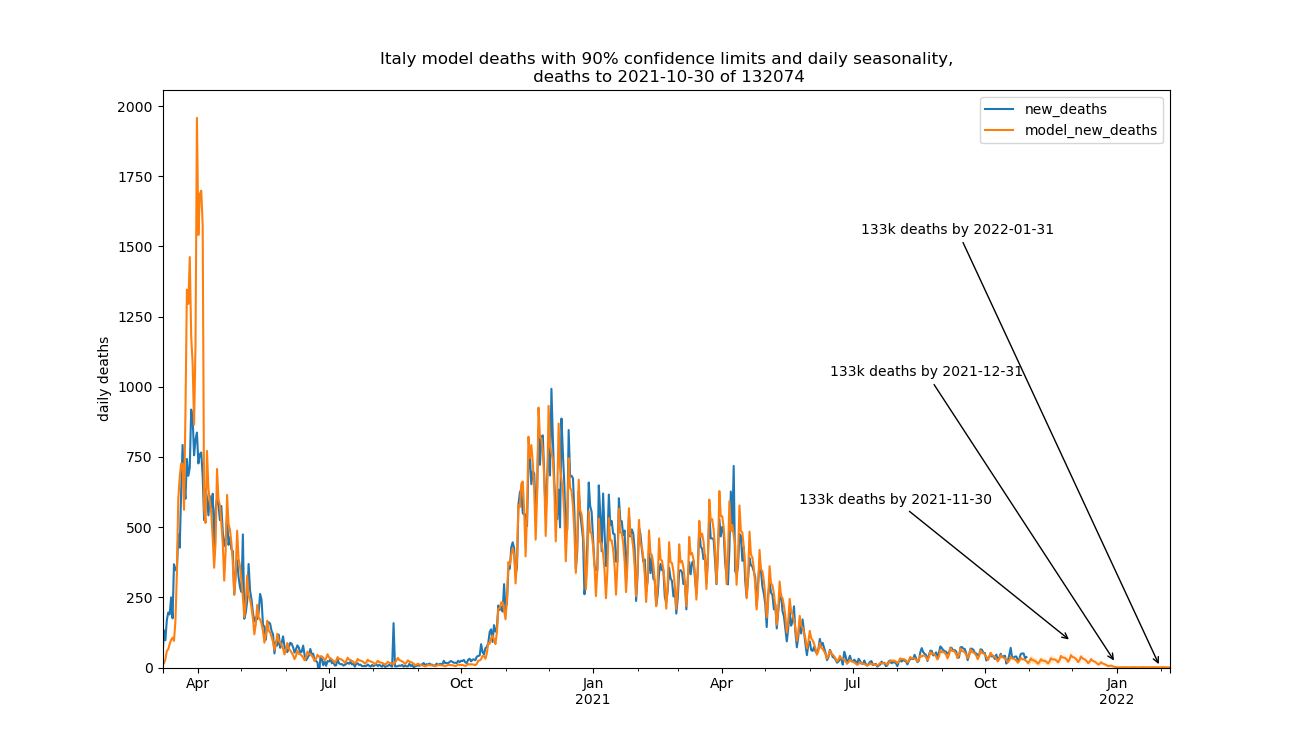 Italy model deaths with 90% confidence limits and daily seasonality,
deaths to 2021-10-30 of 132074
new_deaths
model_new_deaths
daily deaths
2000
1750
1500
1250
1000
750
500
250
0
133k deaths by 2022-01-31
133k deaths by 2021-12-31
133k deaths by 2021-11-30
Apr
Jul
Oct
Jan
2021
Apr
Jul
Oct
Jan
2022